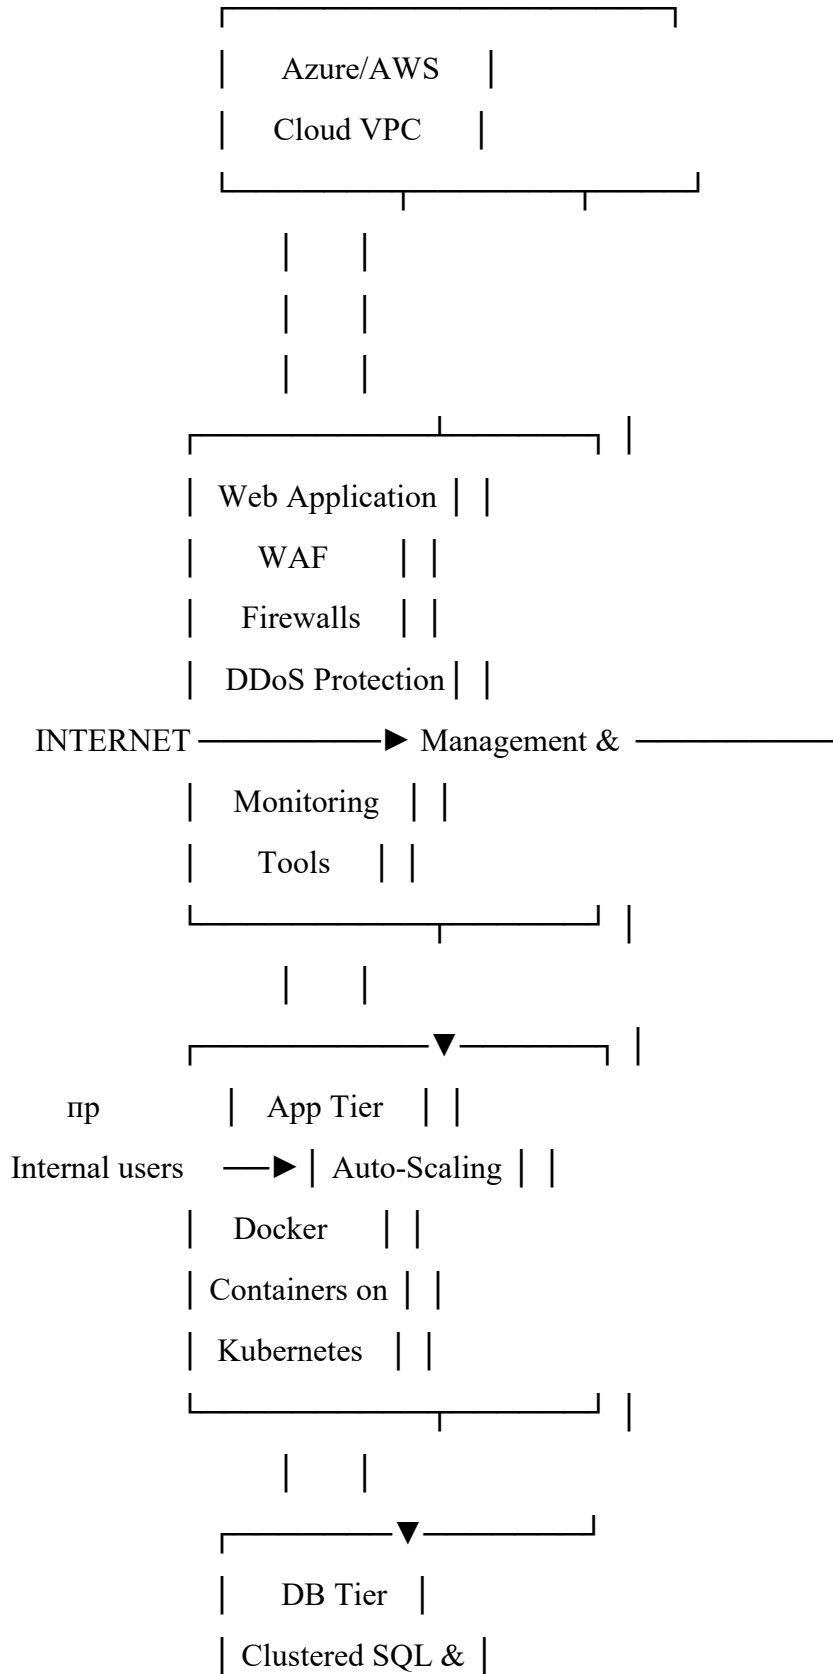 Azure/AWS
Cloud VPC
Web Application
WAF
Firewalls
DDoS Protection
INTERNET ► Management &
Monitoring
Tools
пр App Tier
Internal users ► Auto-Scaling
Docker
Containers on
Kubernetes
DB Tier
Clustered SQL &